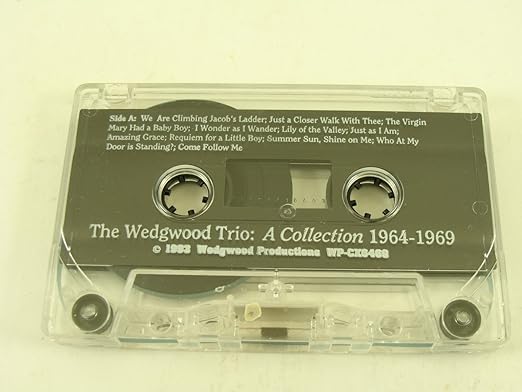 Side A: We Are Climbing Jacob's Ladder; Just a Closer Walk With Thee; The Virgin
Mary Had a Baby Boy; I Wonder as I Wander; Lily of the Valley; Just as I Am;
Amazing Grace; Requiem for a Little Boy; Summer Sun, Shine on Me; Who At My
Door is Standing?; Come Follow Me
The Wedgwood Trio: A Collection 1964-1969
© 1993 Wedgwood Productions WP-CX6469